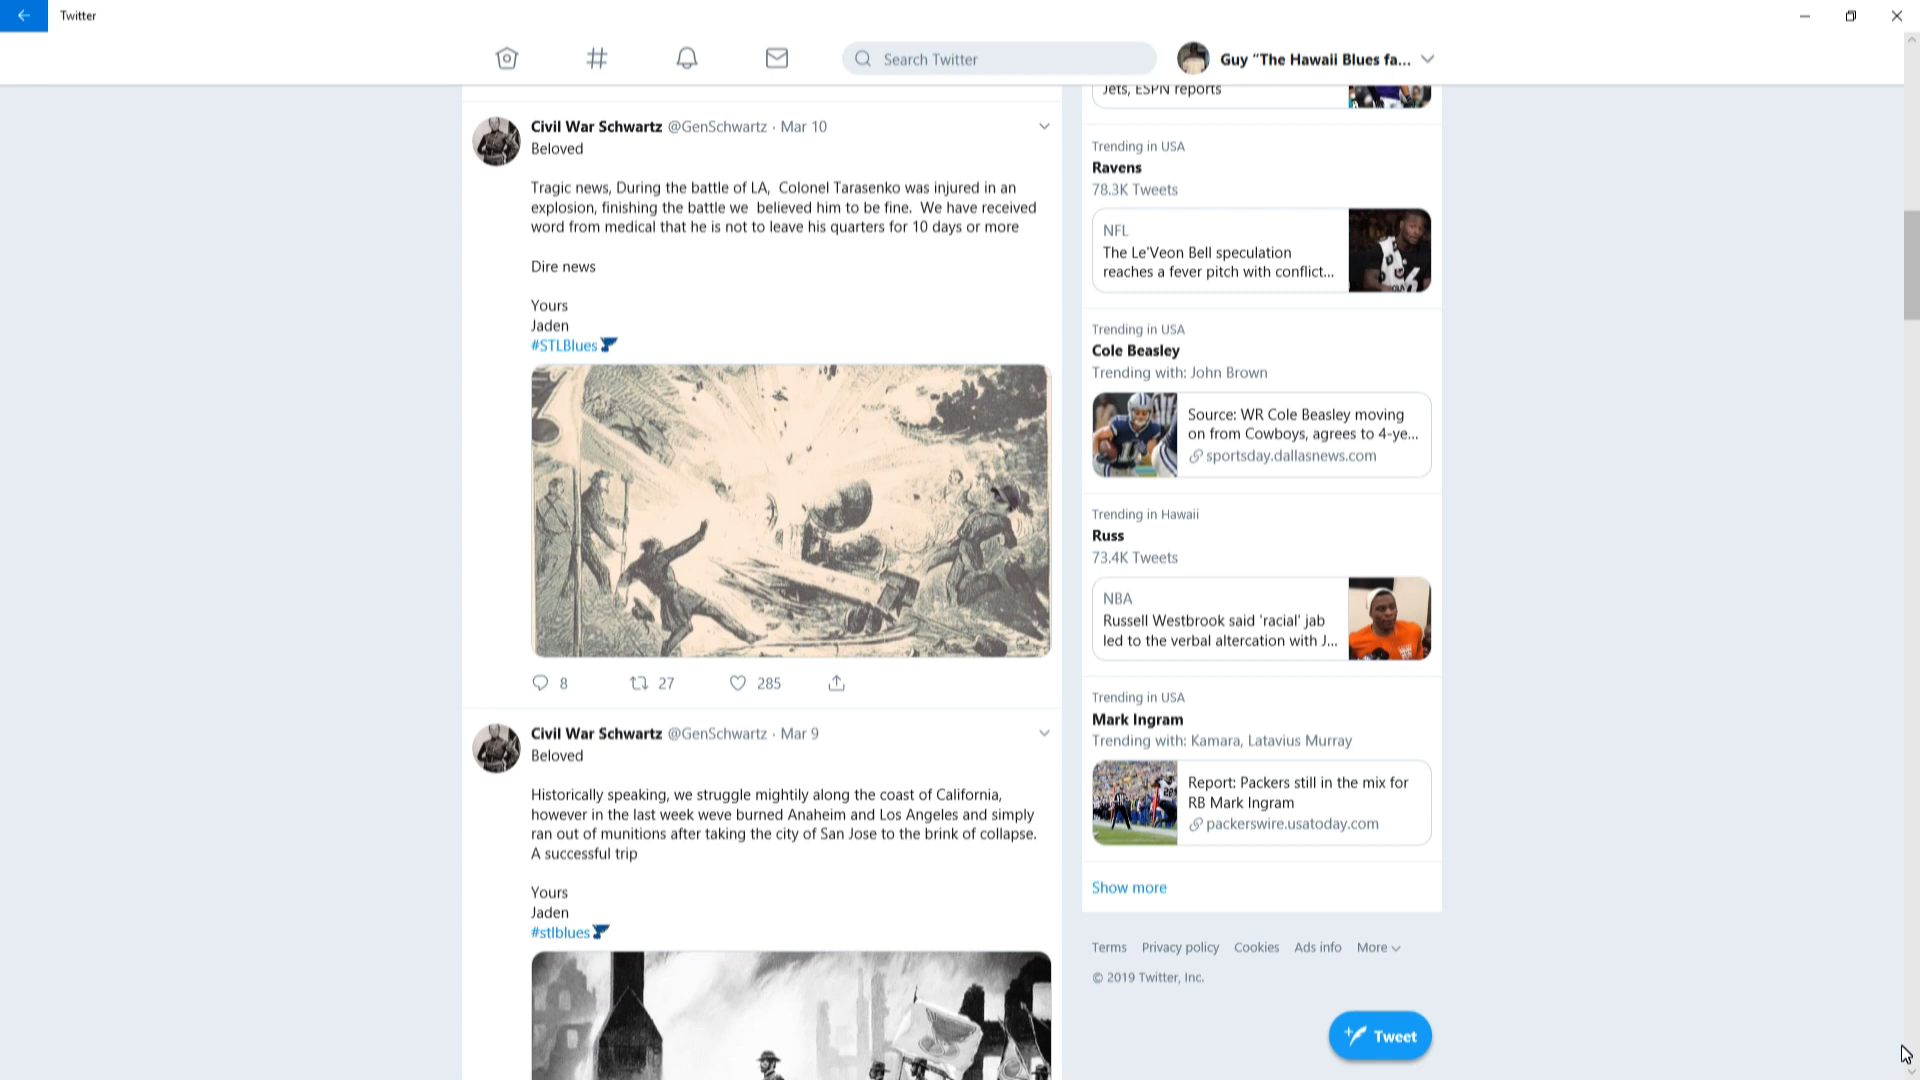 Twitter
Search Twitter
Guy “The Hawaii Blues fa...
Civil War Schwartz @GenSchwartz · Mar 10
Beloved
Tragic news, During the battle of LA,  Colonel Tarasenko was injured in an
explosion, finishing the battle we  believed him to be fine.  We have received
word from medical that he is not to leave his quarters for 10 days or more
Dire news
Yours
Jaden
#STLBlues
8
27
285
Civil War Schwartz @GenSchwartz · Mar 9
Beloved
Historically speaking, we struggle mightily along the coast of California,
however in the last week weve burned Anaheim and Los Angeles and simply
ran out of munitions after taking the city of San Jose to the brink of collapse.
A successful trip
Yours
Jaden
#stlblues
Jets, ESPN reports
Trending in USA
Ravens
78.3K Tweets
NFL
The Le'Veon Bell speculation
reaches a fever pitch with conflict...
Trending in USA
Cole Beasley
Trending with: John Brown
Source: WR Cole Beasley moving
on from Cowboys, agrees to 4-ye...
sportsday.dallasnews.com
Trending in Hawaii
Russ
73.4K Tweets
NBA
Russell Westbrook said 'racial' jab
led to the verbal altercation with J...
Trending in USA
Mark Ingram
Trending with: Kamara, Latavius Murray
Report: Packers still in the mix for
RB Mark Ingram
packerswire.usatoday.com
Show more
Terms Privacy policy Cookies Ads info More
© 2019 Twitter, Inc.
Tweet